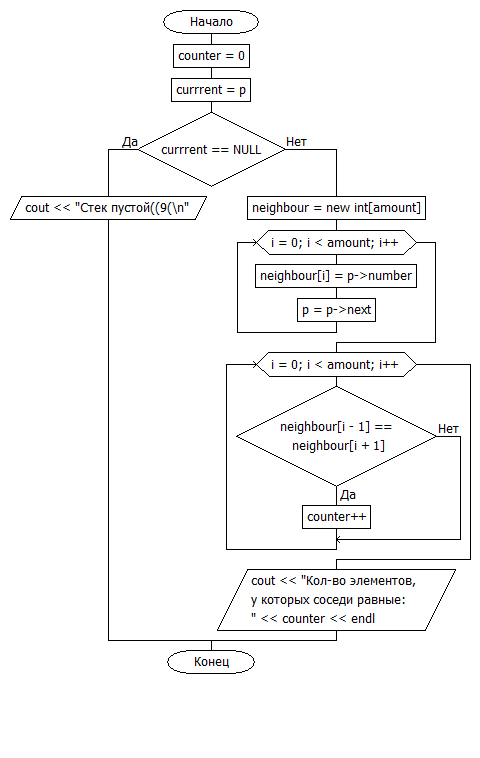 Начало
counter = 0
currrent = p
currrent == NULL
Да
Нет
cout << "Стек пустой((9(\n"
neighbour = new int[amount]
i = 0; i < amount; i++
neighbour[i] = p->number
p = p->next
i = 0; i < amount; i++
neighbour[i - 1] ==
neighbour[i + 1]
Нет
Да
counter++
cout << "Кол-во элементов,
у которых соседи равные:
" << counter << endl
Конец